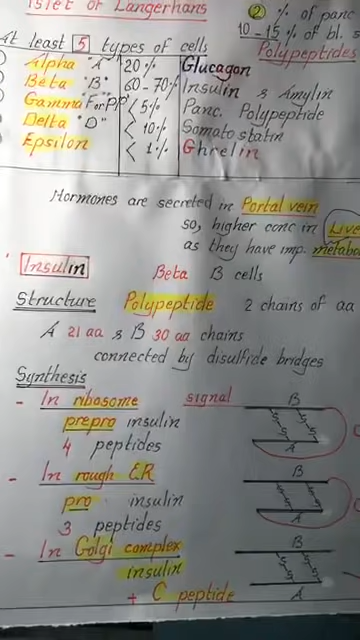 Islet of Langerhans
② % of panc
10-15% of bl. s
At least 5 types of cells
Polypeptides
Alpha "A" 20% Glucagon
Beta "B" 60-70% Insulin & Amylin
Gamma "F or PP" < 5% Panc. Polypeptide
Delta "D" < 10% Somatostatin
Epsilon < 1% Ghrelin
Hormones are secreted in Portal vein
so, higher conc in Live
as they have imp. metabo
Insulin Beta B cells
Structure Polypeptide 2 chains of aa
A 21 aa & B 30 aa chains
connected by disulfide bridges
Synthesis
- In ribosome signal B
prepro insulin
4 peptides A
- In rough ER B
pro insulin
3 peptides A
- In Golgi complex B
insulin
+ C peptide A